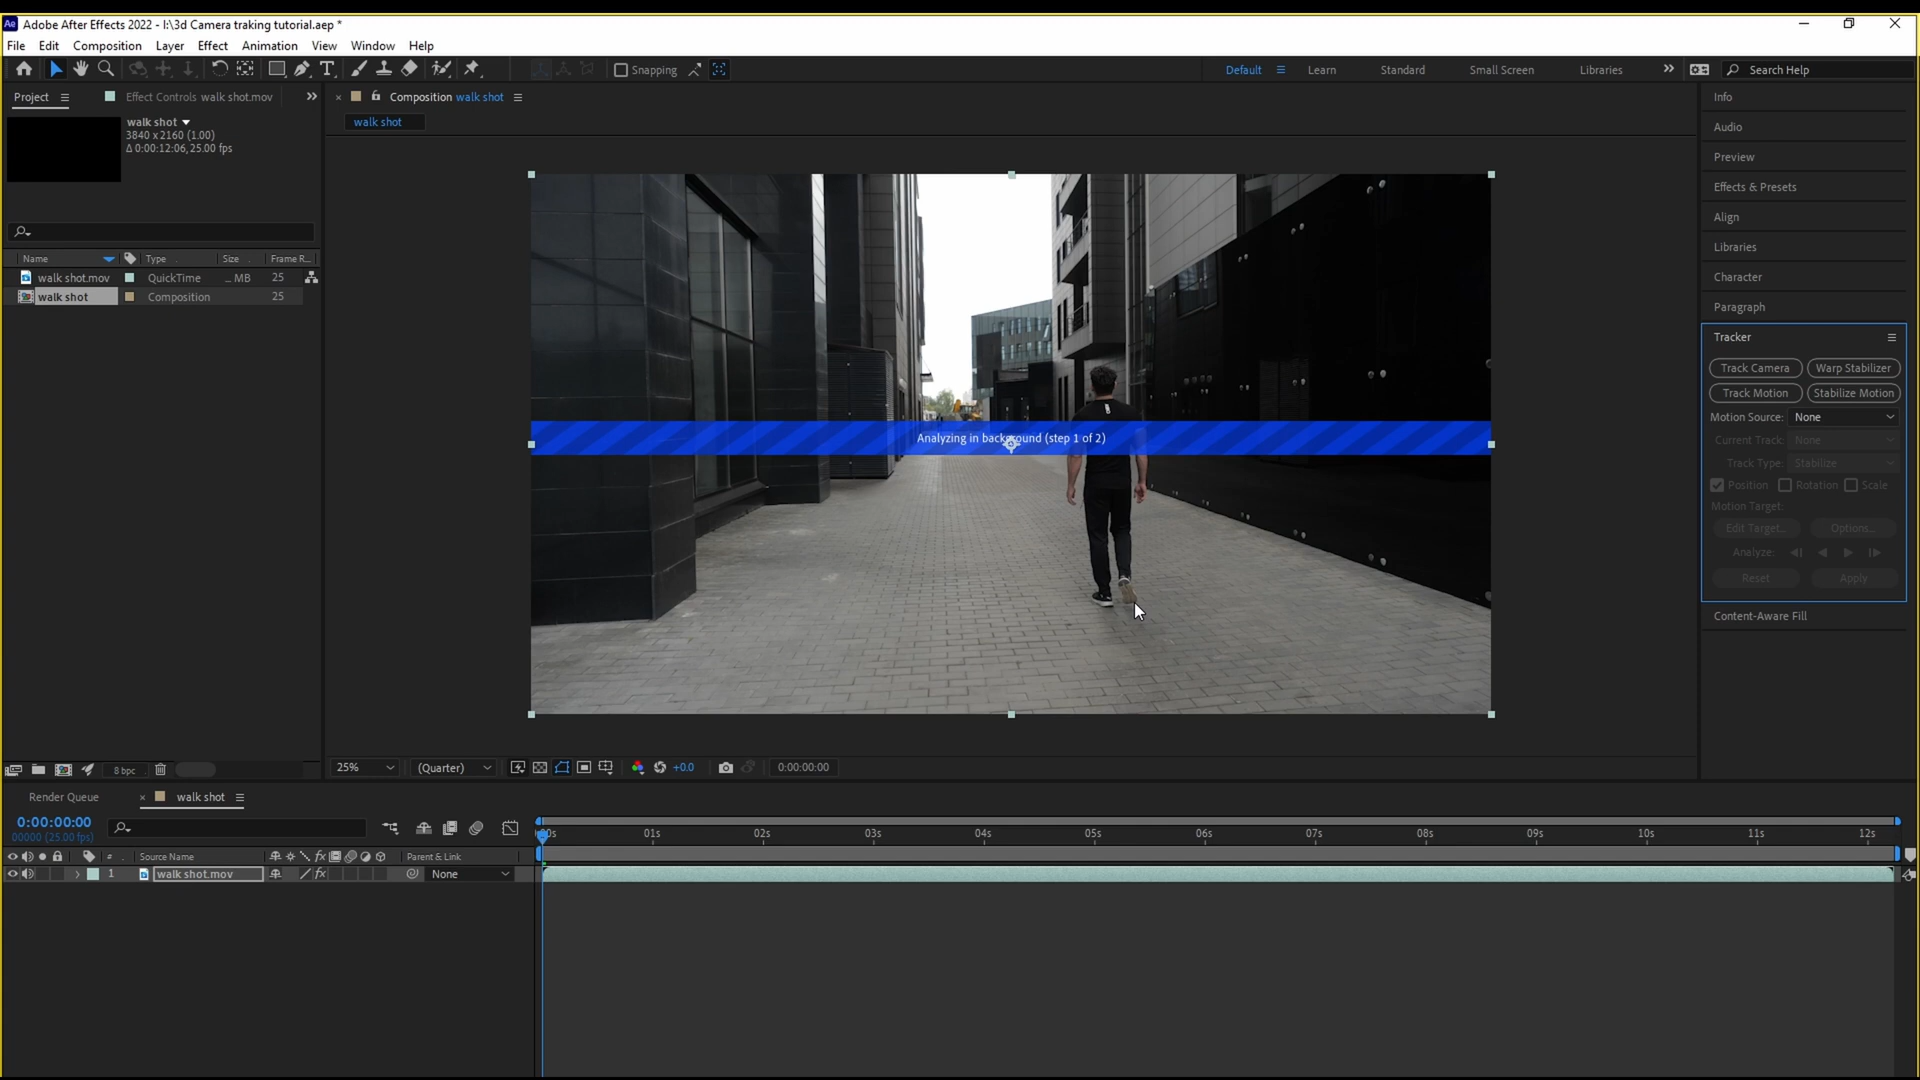 Adobe After Effects 2022 - I:\3d Camera traking tutorial.aep *
File Edit Composition Layer Effect Animation View Window Help
Snapping
Default Learn Standard Small Screen Libraries Search Help
Project Effect Controls walk shot.mov
walk shot
3840 x 2160 (1.00)
Δ 0:00:12:06, 25.00 fps
Name Type Size Frame R...
walk shot.mov QuickTime ... MB 25
walk shot Composition 25
8 bpc
Composition walk shot
walk shot
Analyzing in background (step 1 of 2)
25% (Quarter) +0.0 0:00:00:00
Info
Audio
Preview
Effects & Presets
Align
Libraries
Character
Paragraph
Tracker
Track Camera Warp Stabilizer
Track Motion Stabilize Motion
Motion Source: None
Current Track: None
Track Type: Stabilize
Position Rotation Scale
Motion Target:
Edit Target... Options...
Analyze:
Reset Apply
Content-Aware Fill
Render Queue walk shot
0:00:00:00
00000 (25.00 fps)
:00s 01s 02s 03s 04s 05s 06s 07s 08s 09s 10s 11s 12s
# Source Name Parent & Link
1 walk shot.mov None